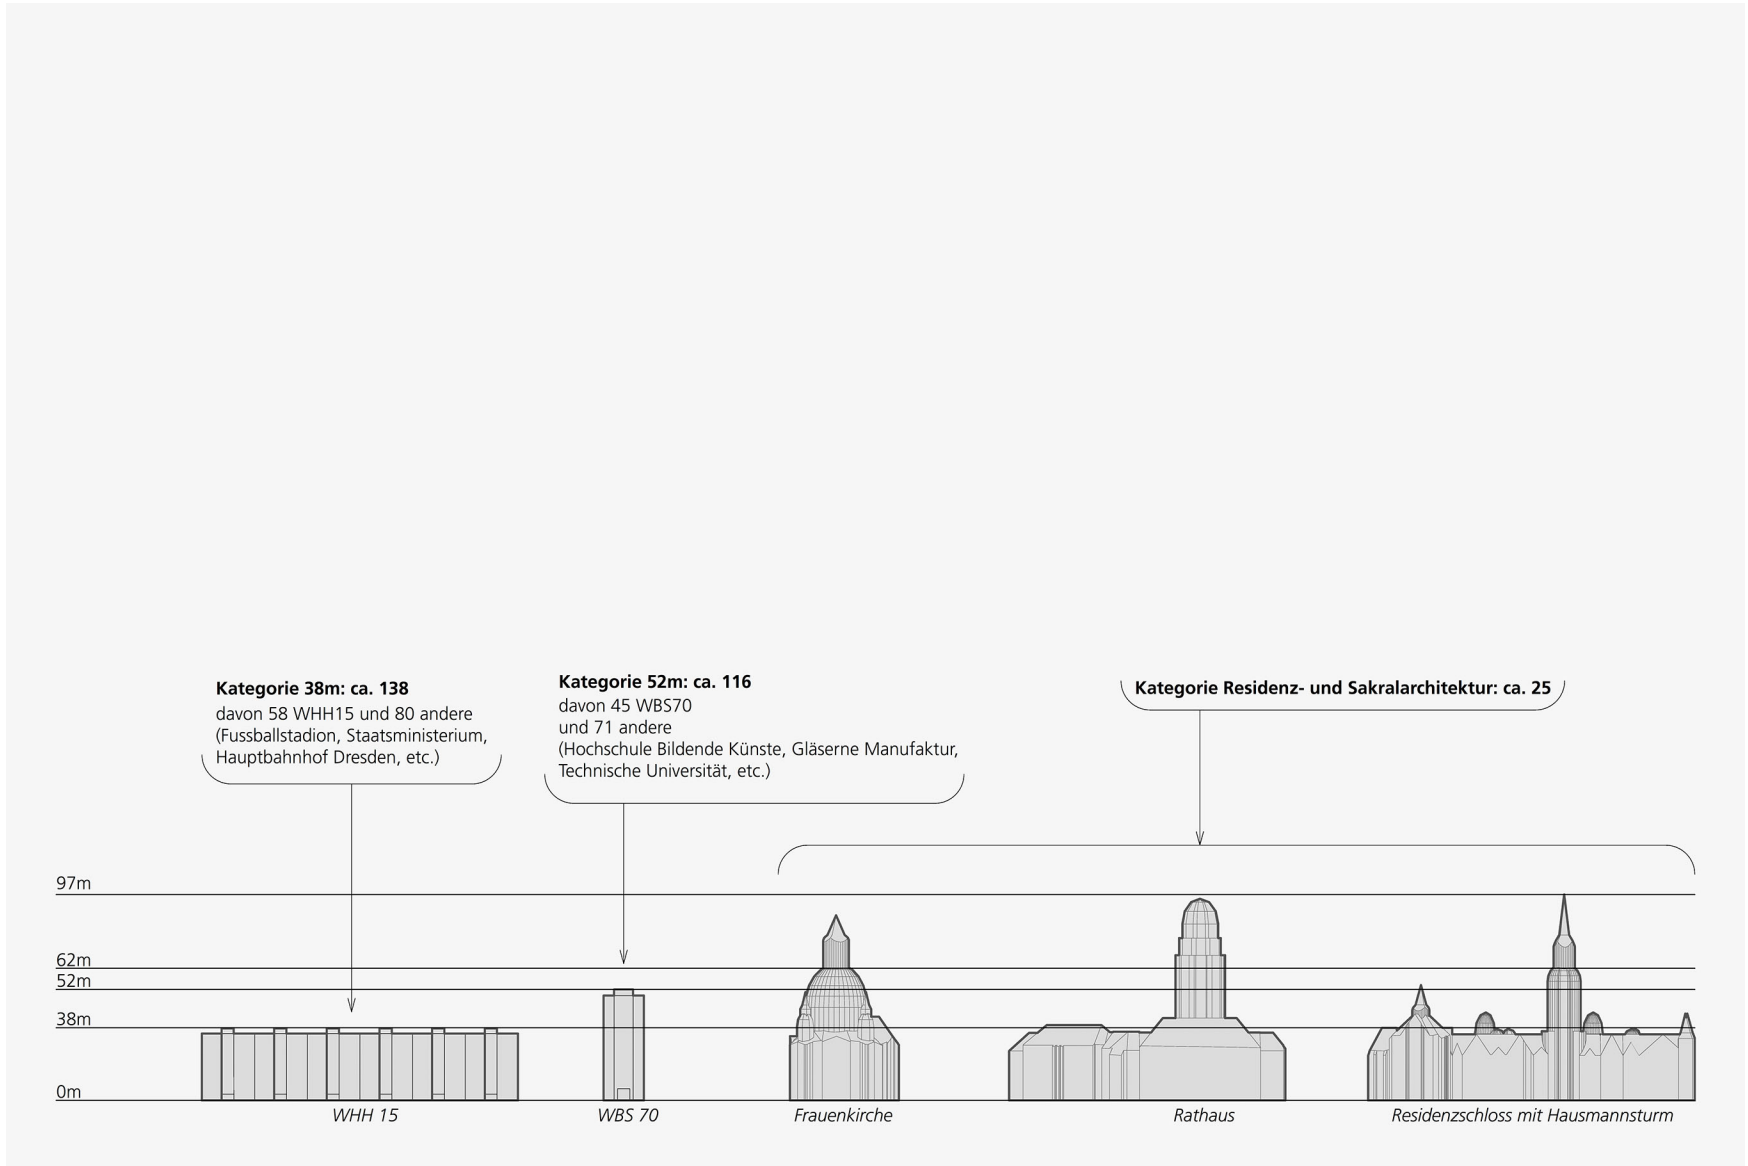 Kategorie 38m: ca. 138
davon 58 WHH15 und 80 andere
(Fussballstadion, Staatsministerium,
Hauptbahnhof Dresden, etc.)
Kategorie 52m: ca. 116
davon 45 WBS70
und 71 andere
(Hochschule Bildende Künste, Gläserne Manufaktur,
Technische Universität, etc.)
Kategorie Residenz- und Sakralarchitektur: ca. 25
97m
62m
52m
38m
0m
WHH 15
WBS 70
Frauenkirche
Rathaus
Residenzschloss mit Hausmannsturm